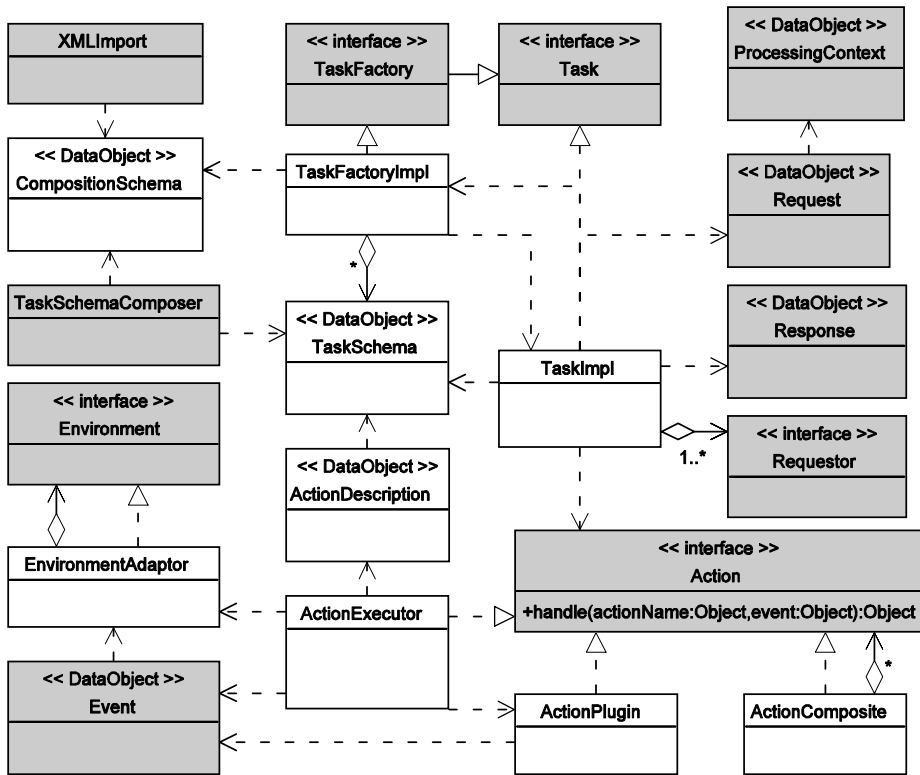 XMLImport
<< interface >>
TaskFactory
<< interface >>
Task
<< DataObject >>
ProcessingContext
<< DataObject >>
CompositionSchema
TaskFactoryImpl
<< DataObject >>
Request
*
TaskSchemaComposer
<< DataObject >>
TaskSchema
<< DataObject >>
Response
TaskImpl
<< interface >>
Environment
<< interface >>
Requestor
1..*
<< DataObject >>
ActionDescription
EnvironmentAdaptor
<< interface >>
Action
+handle(actionName:Object,event:Object):Object
ActionExecutor
<< DataObject >>
Event
*
ActionPlugin
ActionComposite